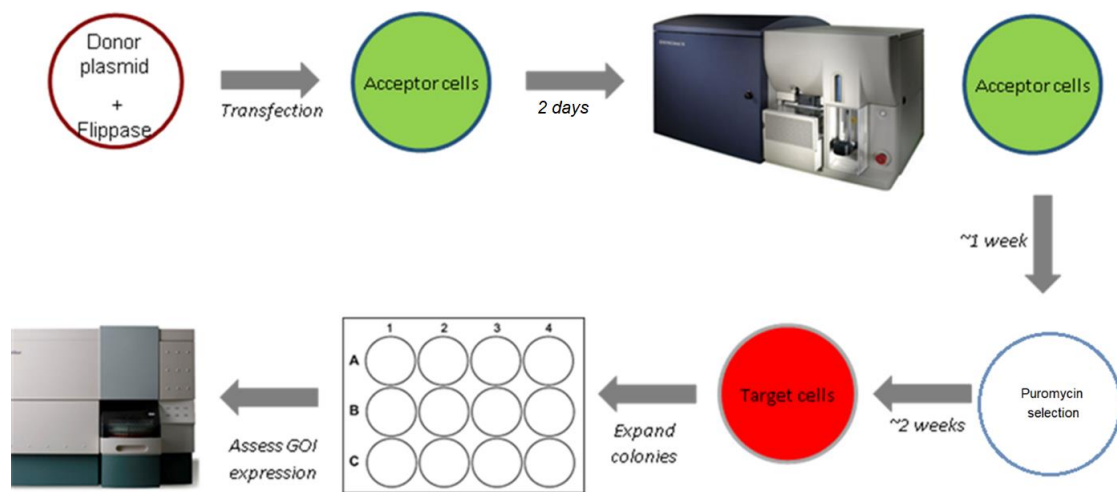 Donor
plasmid
+
Flippase
Transfection
Acceptor cells
2 days
Acceptor cells
~1 week
Puromycin
selection
~2 weeks
Target cells
Expand
colonies
1 2 3 4
A
B
C
Assess GOI
expression